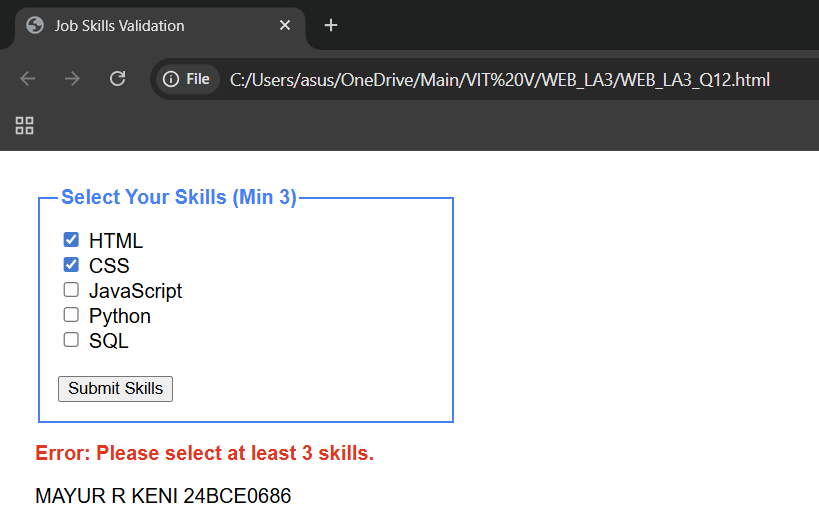 Job Skills Validation
File C:/Users/asus/OneDrive/Main/VIT%20V/WEB_LA3/WEB_LA3_Q12.html
Select Your Skills (Min 3)
HTML
CSS
JavaScript
Python
SQL
Submit Skills
Error: Please select at least 3 skills.
MAYUR R KENI 24BCE0686